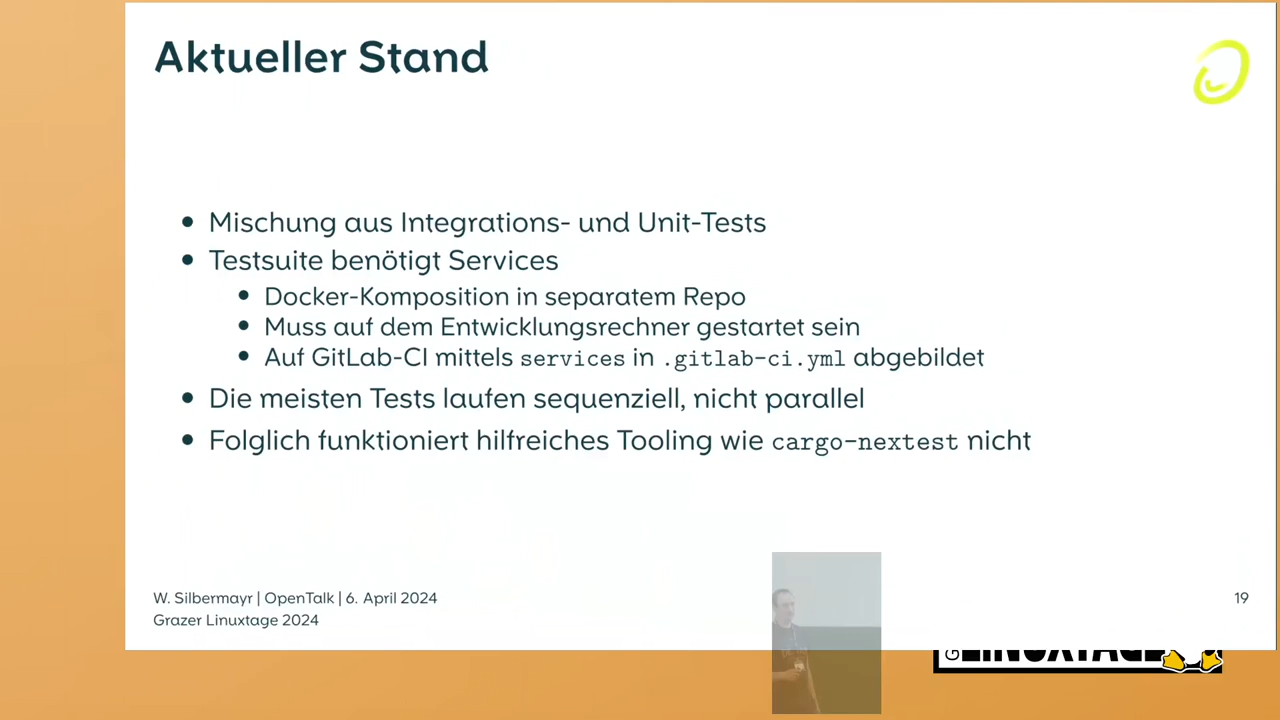 Aktueller Stand
Mischung aus Integrations- und Unit-Tests
Testsuite benötigt Services
Docker-Komposition in separatem Repo
Muss auf dem Entwicklungsrechner gestartet sein
Auf GitLab-CI mittels services in .gitlab-ci.yml abgebildet
Die meisten Tests laufen sequenziell, nicht parallel
Folglich funktioniert hilfreiches Tooling wie cargo-nextest nicht
W. Silbermayr | OpenTalk | 6. April 2024
19
Grazer Linuxtage 2024